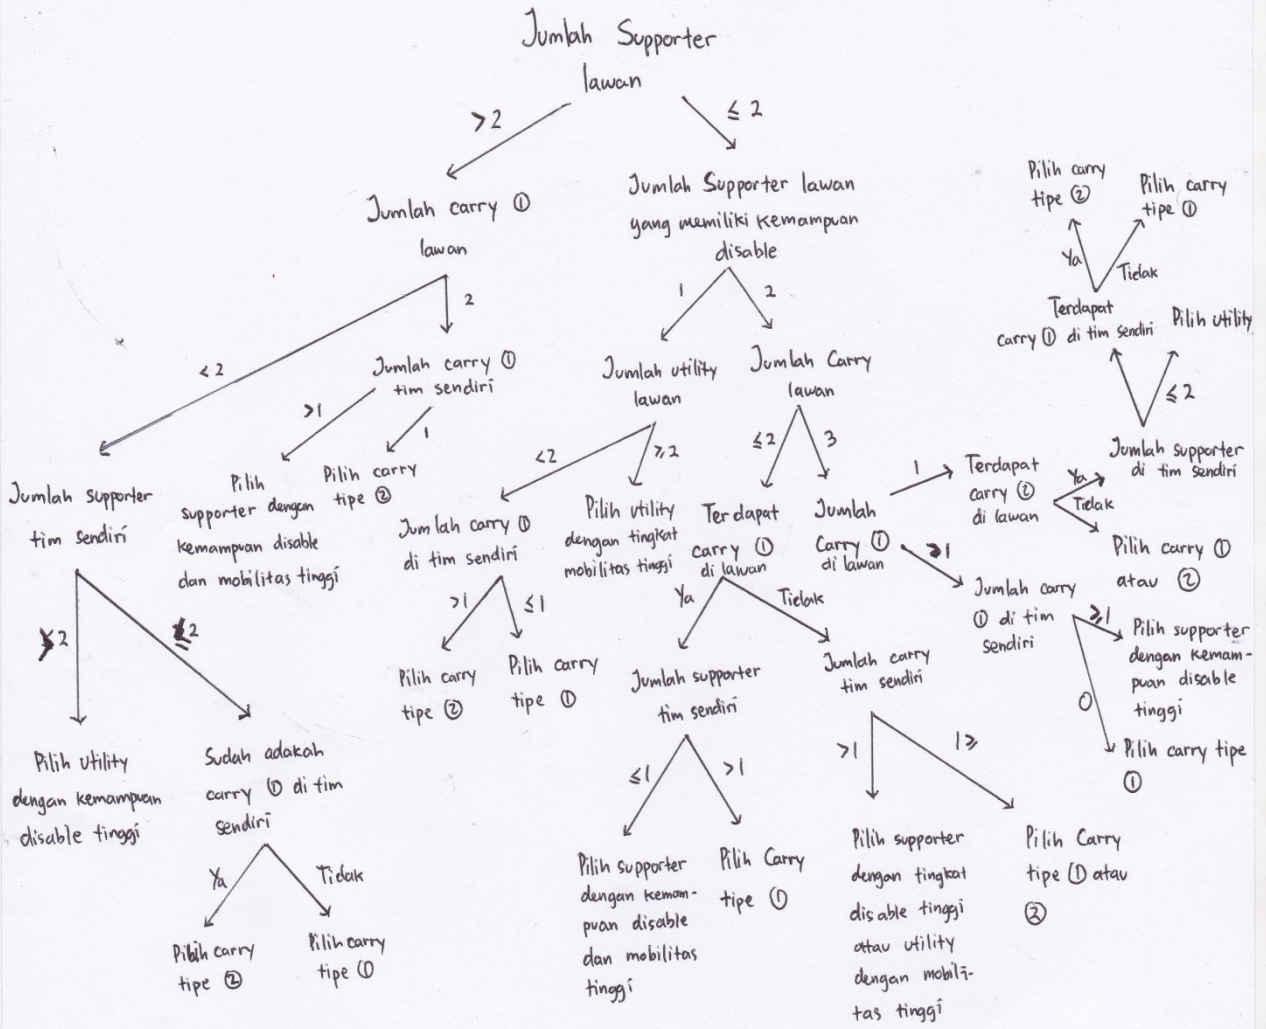 Jumlah Supporter
lawan
>2
≤ 2
Jumlah carry ①
lawan
Jumlah Supporter lawan
yang memiliki kemampuan
disable
< 2
2
1
2
Jumlah carry ①
tim sendiri
>1
1
Jumlah utility
lawan
Jumlah Carry
lawan
<2
≥2
≤2
3
Jumlah supporter
tim sendiri
Pilih
supporter dengan
kemampuan disable
dan mobilitas tinggi
Pilih carry
tipe ②
Jumlah carry ①
di tim sendiri
Pilih utility
dengan tingkat
mobilitas tinggi
Terdapat
carry ①
di lawan
Jumlah
Carry ①
di lawan
2
≤2
>1
≤1
Ya
Tidak
1
>1
Pilih utility
dengan kemampuan
disable tinggi
Sudah adakah
carry ① di tim
sendiri
Ya
Tidak
Pilih carry
tipe ②
Pilih carry
tipe ①
Pilih carry
tipe ②
Pilih carry
tipe ①
Jumlah supporter
tim sendiri
≤1
>1
Pilih supporter
dengan kemam-
puan disable
dan mobilitas
tinggi
Pilih Carry
tipe ①
Jumlah carry
tim sendiri
>1
1≥
Pilih supporter
dengan tingkat
disable tinggi
atau utility
dengan mobili-
tas tinggi
Pilih Carry
tipe ① atau
②
Terdapat
carry ②
di lawan
Ya
Tidak
Jumlah supporter
di tim sendiri
≤ 2
Pilih utility
Terdapat
carry ① di tim sendiri
Ya
Tidak
Pilih carry
tipe ②
Pilih carry
tipe ①
Pilih carry ①
atau ②
Jumlah carry
① di tim
sendiri
≥1
0
Pilih supporter
dengan kemam-
puan disable
tinggi
Pilih carry tipe
①